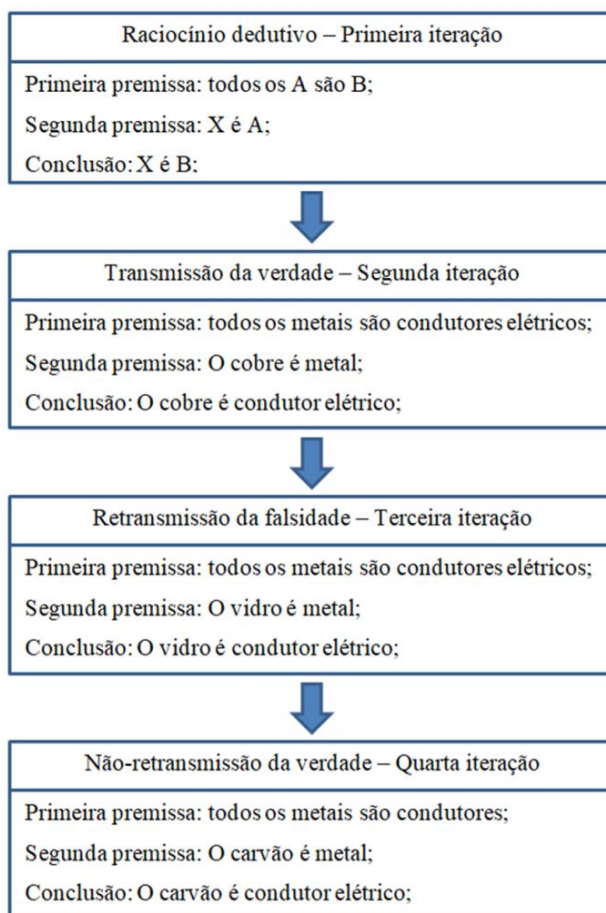 Raciocínio dedutivo – Primeira iteração
Primeira premissa: todos os A são B;
Segunda premissa: X é A;
Conclusão: X é B;
Transmissão da verdade – Segunda iteração
Primeira premissa: todos os metais são condutores elétricos;
Segunda premissa: O cobre é metal;
Conclusão: O cobre é condutor elétrico;
Retransmissão da falsidade – Terceira iteração
Primeira premissa: todos os metais são condutores elétricos;
Segunda premissa: O vidro é metal;
Conclusão: O vidro é condutor elétrico;
Não-retransmissão da verdade – Quarta iteração
Primeira premissa: todos os metais são condutores;
Segunda premissa: O carvão é metal;
Conclusão: O carvão é condutor elétrico;